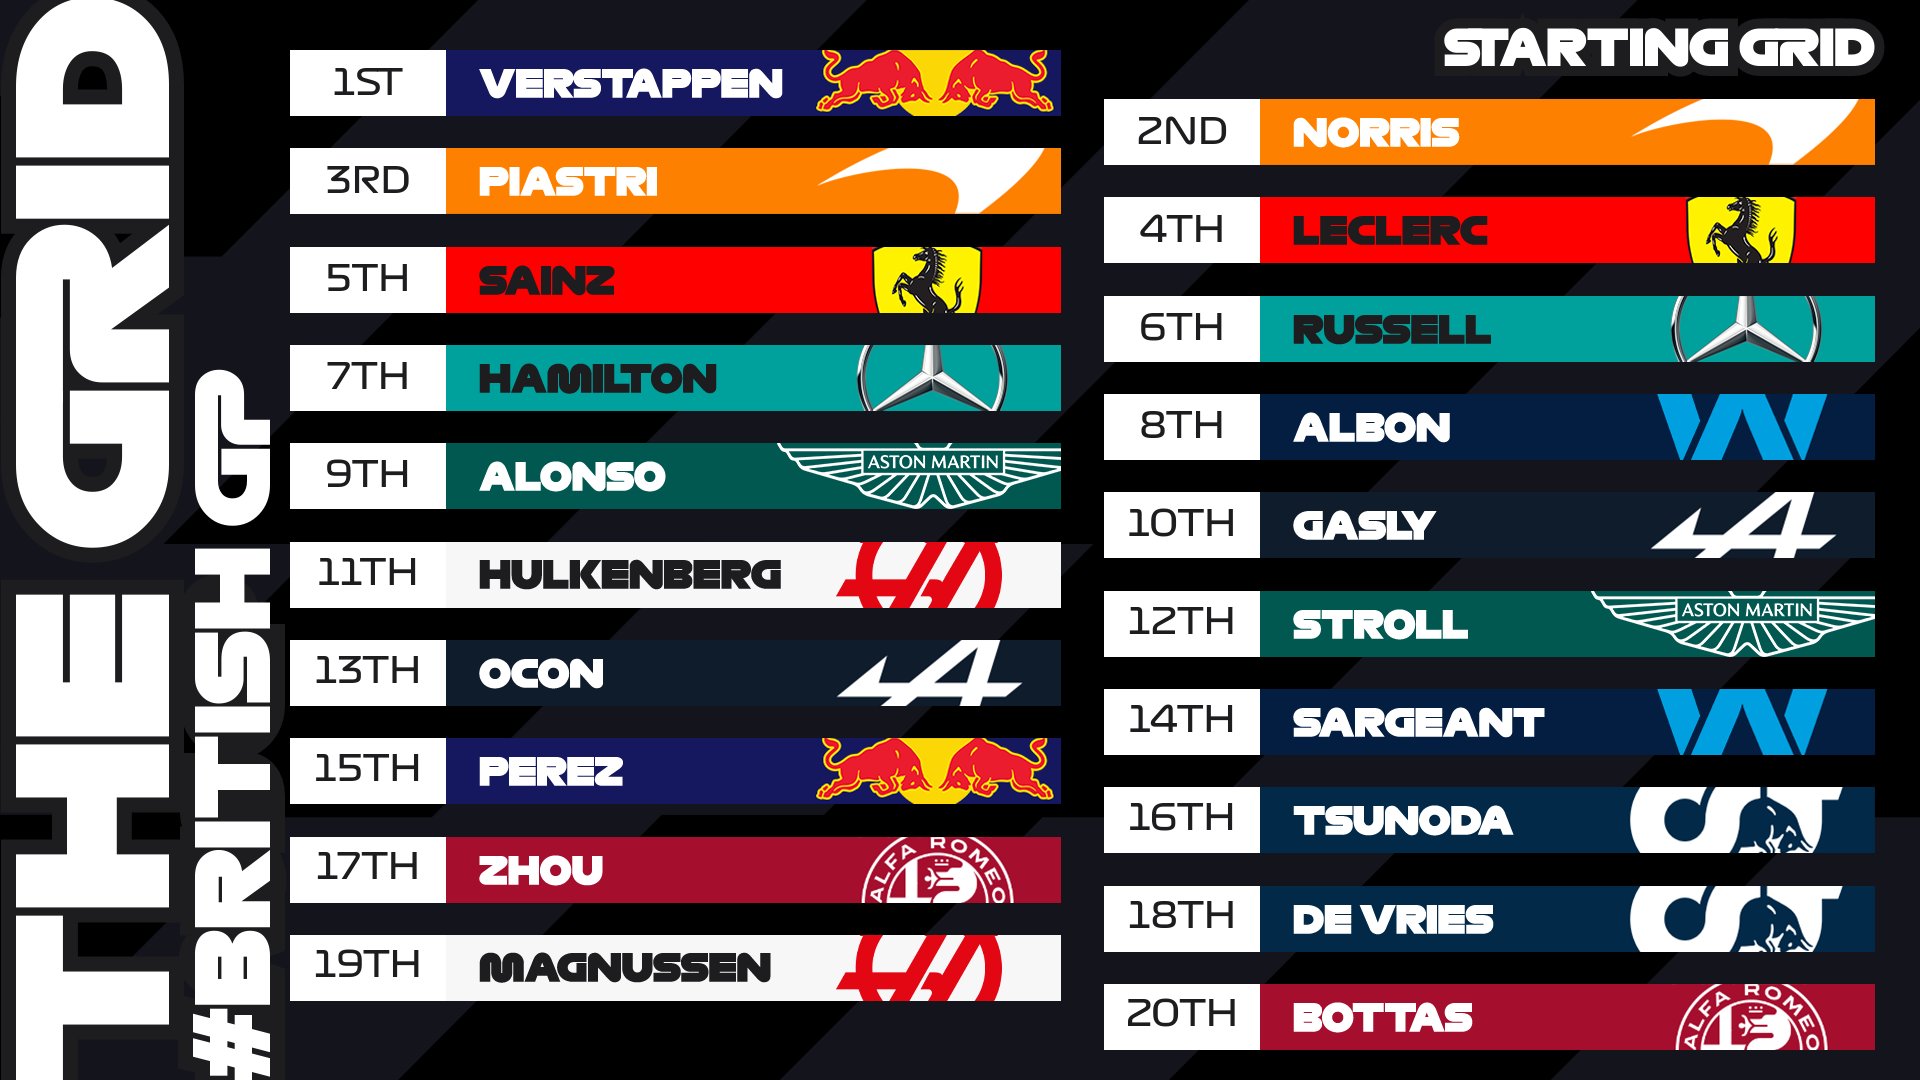 THE GRID
#BRITISH GP
STARTING GRID
1ST VERSTAPPEN
2ND NORRIS
3RD PIASTRI
4TH LECLERC
5TH SAINZ
6TH RUSSELL
7TH HAMILTON
8TH ALBON
9TH ALONSO ASTON MARTIN
10TH GASLY
11TH HULKENBERG
12TH STROLL ASTON MARTIN
13TH OCON
14TH SARGEANT
15TH PEREZ
16TH TSUNODA
17TH ZHOU ALFA ROMEO
18TH DE VRIES
19TH MAGNUSSEN
20TH BOTTAS ALFA ROMEO